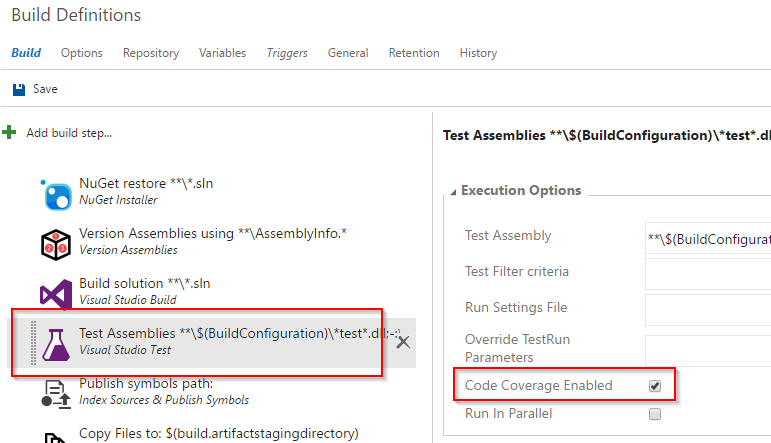 Build Definitions
Build Options Repository Variables Triggers General Retention History
Save
Add build step...
NuGet restore **\*.sln
NuGet Installer
Version Assemblies using **\AssemblyInfo.*
Version Assemblies
Build solution **\*.sln
Visual Studio Build
Test Assemblies **\$(BuildConfiguration)\*test*.dll;-:\
Visual Studio Test
Publish symbols path:
Index Sources & Publish Symbols
Copy Files to: $(build.artifactstagingdirectory)
Test Assemblies **\$(BuildConfiguration)\*test*.dl
Execution Options
Test Assembly
**\$(BuildConfigurat
Test Filter criteria
Run Settings File
Override TestRun
Parameters
Code Coverage Enabled
Run In Parallel